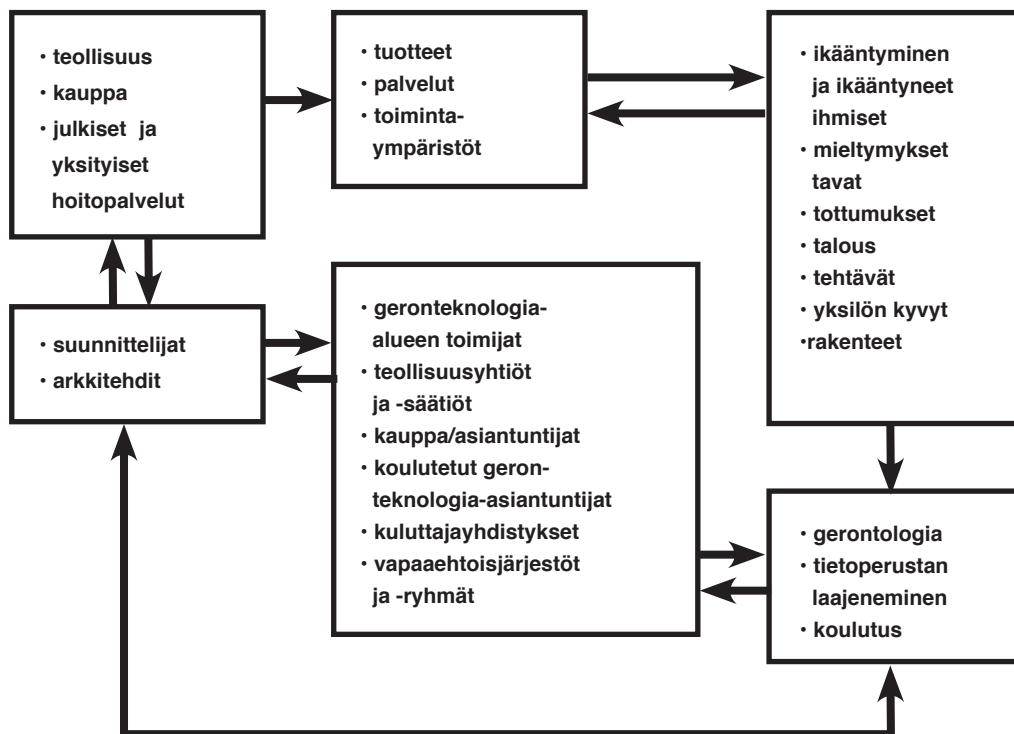 · teollisuus
· kauppa
· julkiset ja
yksityiset
hoitopalvelut
· tuotteet
· palvelut
· toiminta-
ympäristöt
· ikääntyminen
ja ikääntyneet
ihmiset
· mieltymykset
tavat
· tottumukset
· talous
· tehtävät
· yksilön kyvyt
·rakenteet
· suunnittelijat
· arkkitehdit
· geronteknologia-
alueen toimijat
· teollisuusyhtiöt
ja -säätiöt
· kauppa/asiantuntijat
· koulutetut geron-
teknologia-asiantuntijat
· kuluttajayhdistykset
· vapaaehtoisjärjestöt
ja -ryhmät
· gerontologia
· tietoperustan
laajeneminen
· koulutus